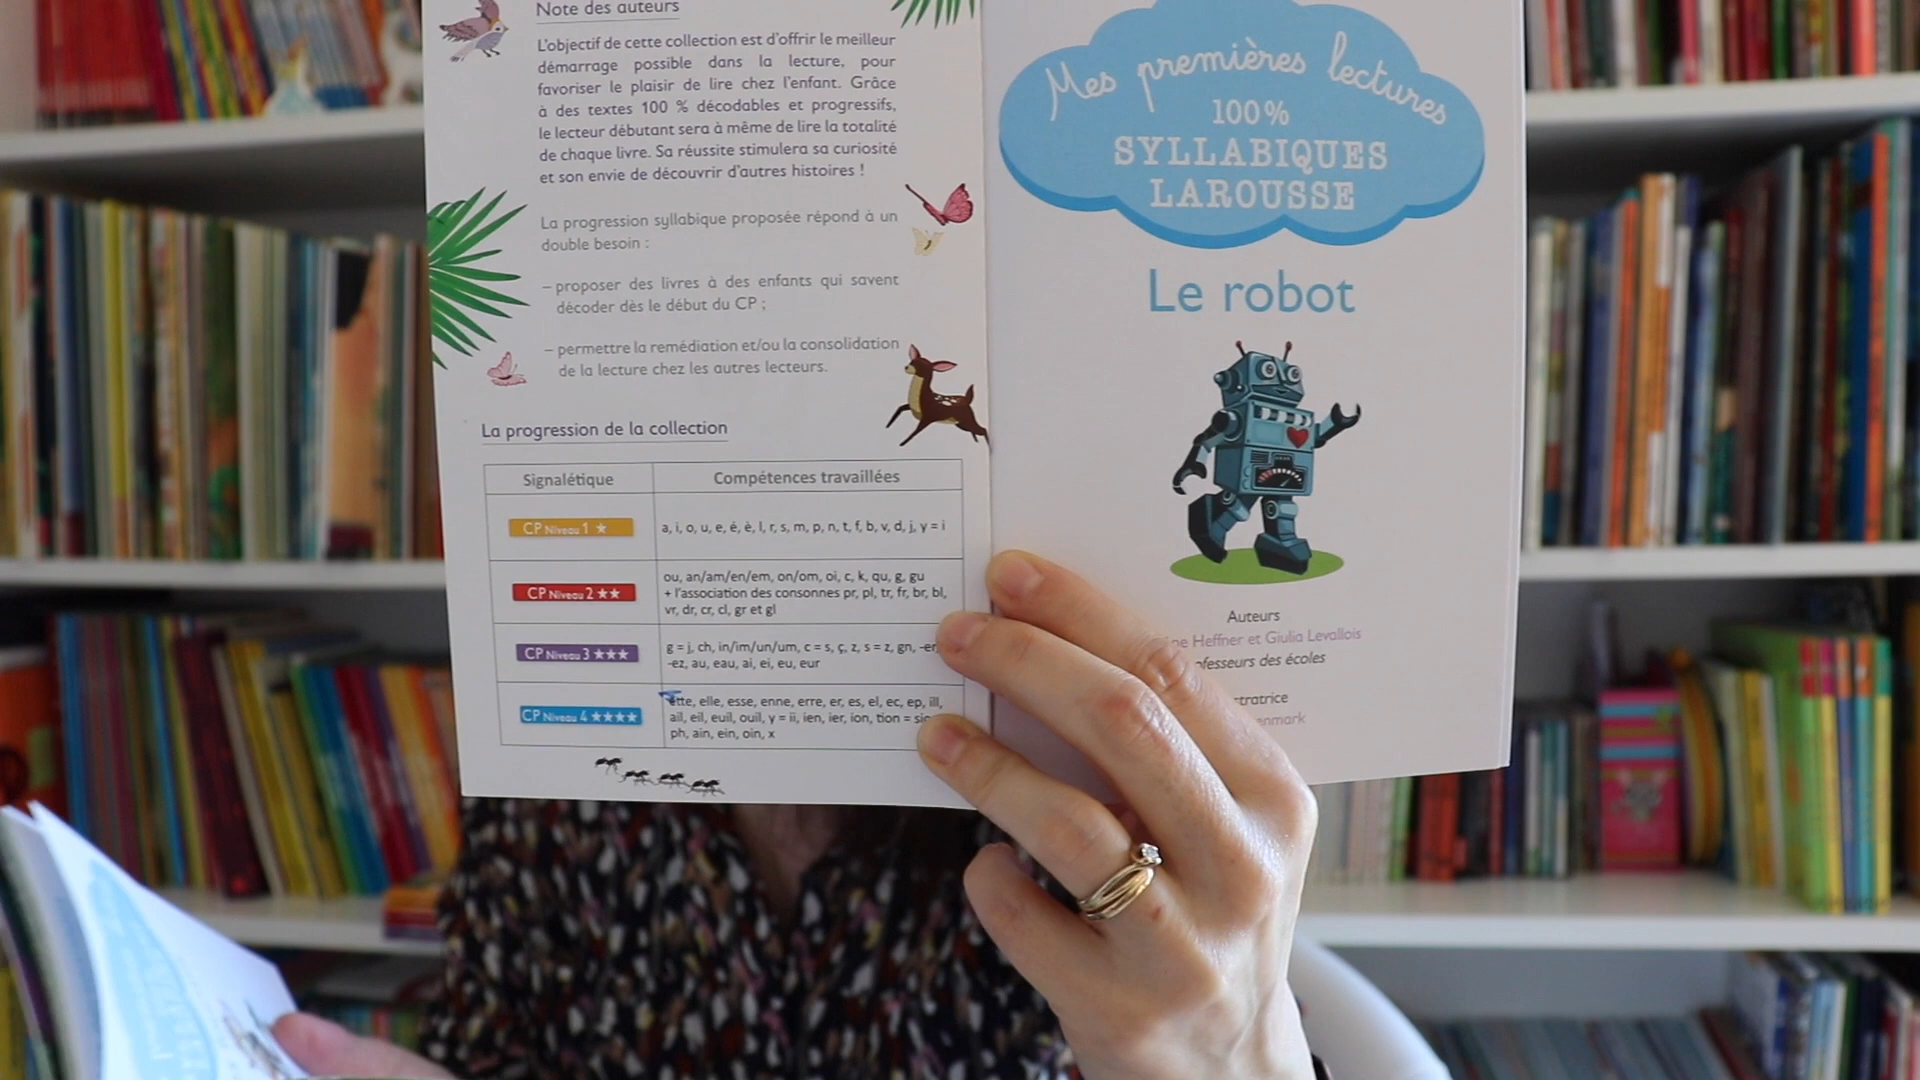 Note des auteurs
L'objectif de cette collection est d'offrir le meilleur
démarrage possible dans la lecture, pour
favoriser le plaisir de lire chez l'enfant. Grâce
à des textes 100 % décodables et progressifs,
le lecteur débutant sera à même de lire la totalité
de chaque livre. Sa réussite stimulera sa curiosité
et son envie de découvrir d'autres histoires !
La progression syllabique proposée répond à un
double besoin :
– proposer des livres à des enfants qui savent
décoder dès le début du CP ;
– permettre la remédiation et/ou la consolidation
de la lecture chez les autres lecteurs.
La progression de la collection
Signalétique Compétences travaillées
CP Niveau 1 ★ a, i, o, u, e, é, è, l, r, s, m, p, n, t, f, b, v, d, j, y = i
CP Niveau 2 ★★ ou, an/am/en/em, on/om, oi, c, k, qu, g, gu
+ l'association des consonnes pr, pl, tr, fr, br, bl,
vr, dr, cr, cl, gr et gl
CP Niveau 3 ★★★ g = j, ch, in/im/un/um, c = s, ç, z, s = z, gn, -er
-ez, au, eau, ai, ei, eu, eur
CP Niveau 4 ★★★★ ette, elle, esse, enne, erre, er, es, el, ec, ep, ill,
ail, eil, euil, ouil, y = ii, ien, ier, ion, tion =
ph, ain, ein, oin, x
Mes premières lectures
100%
SYLLABIQUES
LAROUSSE
Le robot
Auteurs
Heffner et Giulia Levallois
des écoles